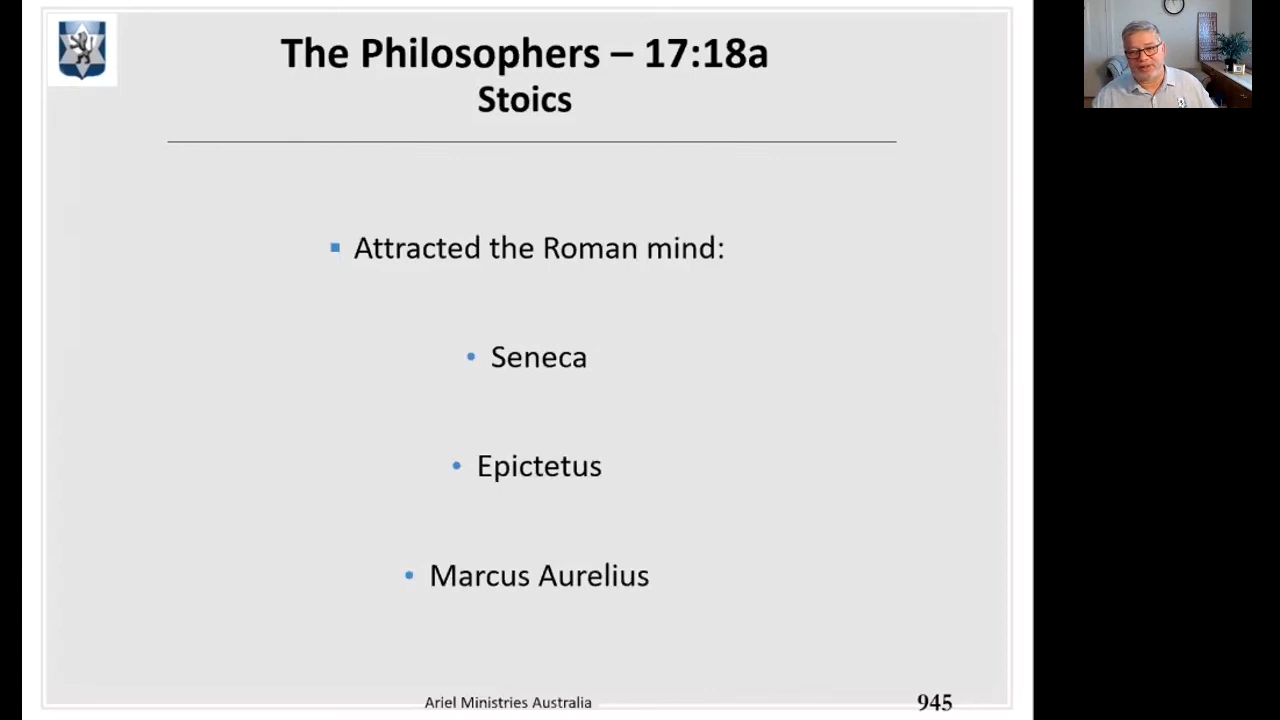 The Philosophers – 17:18a
Stoics
▪ Attracted the Roman mind:
• Seneca
• Epictetus
• Marcus Aurelius
Ariel Ministries Australia
945